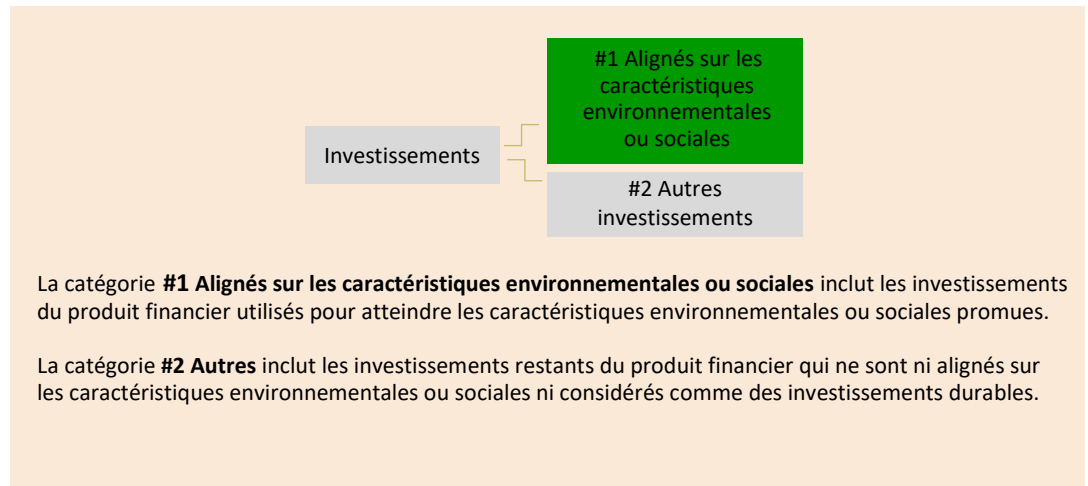 #1 Alignés sur les
caractéristiques
environnementales
ou sociales
Investissements
#2 Autres
investissements
La catégorie #1 Alignés sur les caractéristiques environnementales ou sociales inclut les investissements
du produit financier utilisés pour atteindre les caractéristiques environnementales ou sociales promues.
La catégorie #2 Autres inclut les investissements restants du produit financier qui ne sont ni alignés sur
les caractéristiques environnementales ou sociales ni considérés comme des investissements durables.